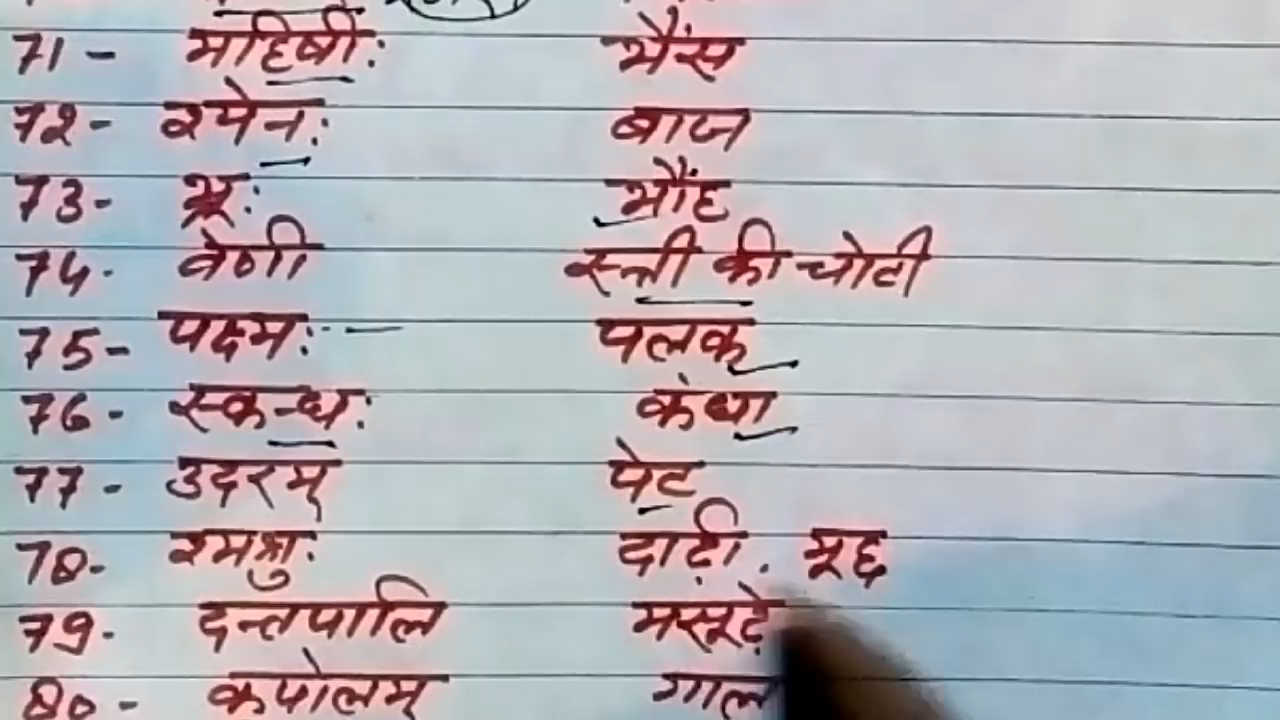 71- महिषी: भैंस
72- श्येन: बाज
73- भ्रू: भौंह
74. वेणी स्त्री की चोटी
75- पक्ष्म: - पलक
76- स्कन्ध: कंधा
77- उदरम् पेट
78- श्मश्रु: दाढ़ी. मूछ
79. दन्तपालि मसूढ़े
80- कपोलम् गाल